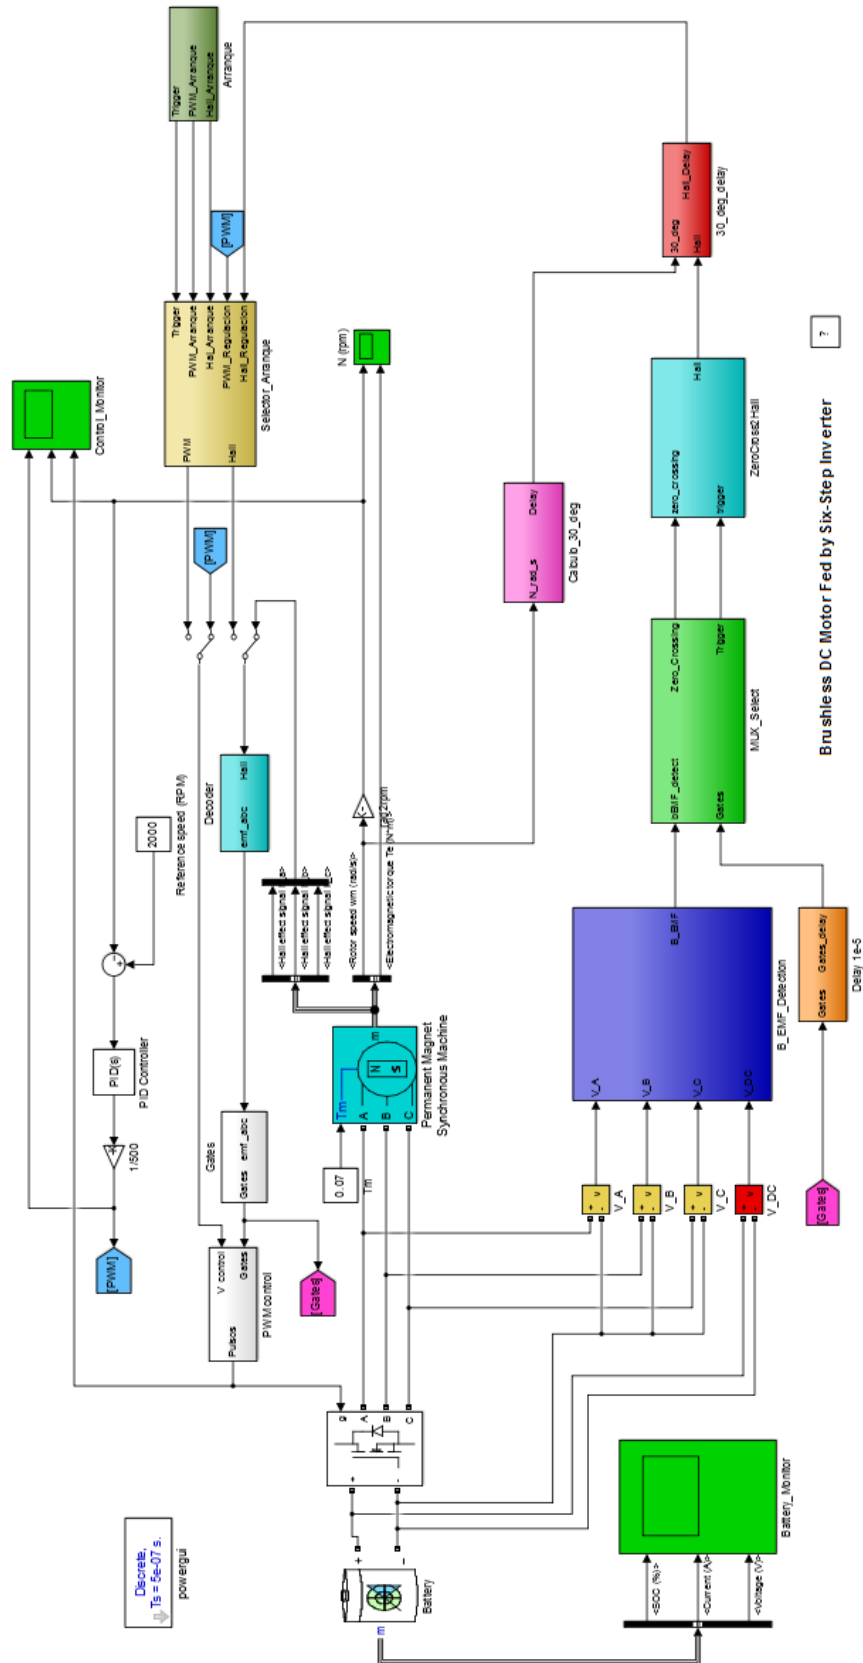 Discrete,
Ts = 5e-07 s.
powergui
Battery
m
+
-
<SOC (%)>
<Current (A)>
<Voltage (V)>
Battery_Monitor
g
A
B
C
+
-
[PWM]
1/500
PID(s)
PID Controller
2000
Reference speed (RPM)
Control_Monitor
V control
Gates
Pulsos
PWM control
[Gates]
Gates
Gates emf_abc
Decoder
emf_abc Hall
[PWM]
PWM
Hall
Trigger
PWM_Arranque
Hall_Arranque
PWM_Regulacion
Hall_Regulacion
Selector_Arranque
[PWM]
Trigger
PWM_Arranque
Hall_Arranque
Arranque
0.07
Tm
Tm
A
B
C
m
N
S
Permanent Magnet
Synchronous Machine
<Hall effect signal
<Hall effect signal
<Hall effect signal
_c>
<Rotor speed wm (rad/s)>
<Electromagnetic torque Te (N*m)>
rad2rpm
N (rpm)
N_rad_s Delay
Calculo_30_deg
+ v
-
V_A
+ v
-
V_B
+ v
-
V_C
+ v
-
V_DC
V_A
V_B
V_C
V_DC
B_EMF
B_EMF_Detection
[Gates]
Gates Gates_delay
Delay 1e-5
bEMF_detect Zero_Crossing
Gates Trigger
MUX_Select
zero_crossing
Hall
trigger
ZeroCross2Hall
30_deg
Hall_Delay
Hall
30_deg_delay
Brushless DC Motor Fed by Six-Step Inverter
?